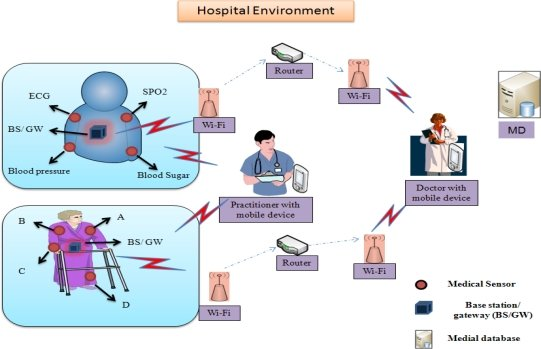 Hospital Environment
Router
ECG
SPO2
Wi-Fi
Wi-Fi
BS/GW
MD
Blood pressure
Blood Sugar
Practitioner with
mobile device
Doctor with
mobile device
B
A
BS/GW
C
D
Router
Wi-Fi
Wi-Fi
Medical Sensor
Base station/
gateway (BS/GW)
Medial database